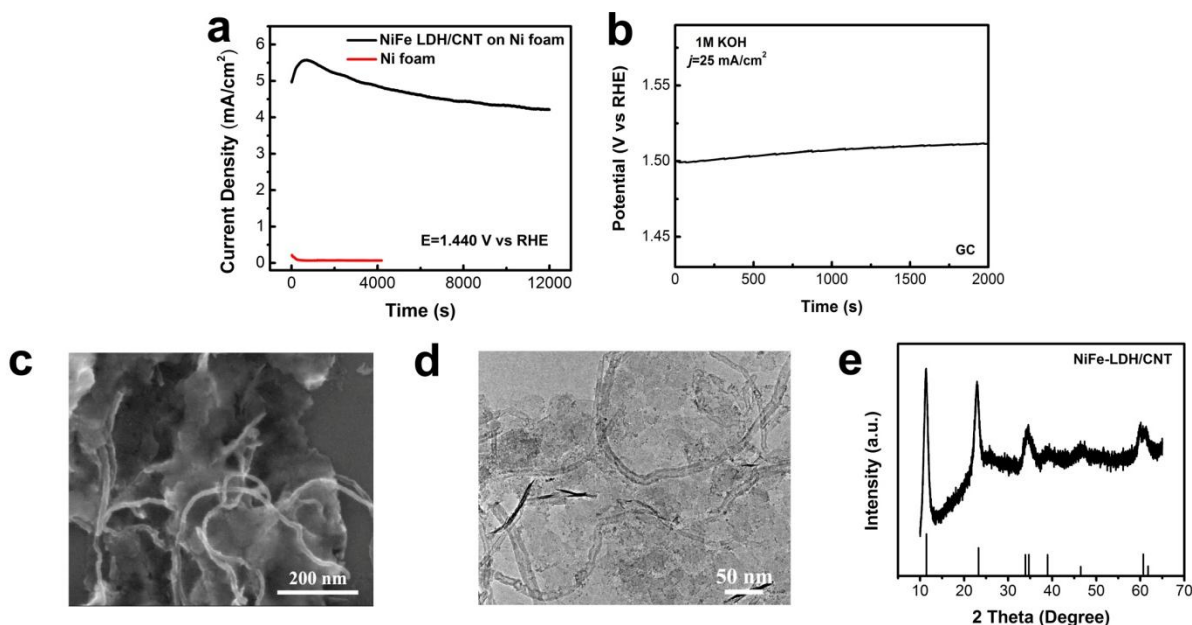 a
NiFe LDH/CNT on Ni foam
Ni foam
6
5
4
3
2
1
0
Current Density (mA/cm²)
E=1.440 V vs RHE
0 4000 8000 12000
Time (s)
b
1M KOH
j=25 mA/cm²
1.55
1.50
1.45
Potential (V vs RHE)
GC
0 500 1000 1500 2000
Time (s)
c
200 nm
d
50 nm
e
NiFe-LDH/CNT
Intensity (a.u.)
10 20 30 40 50 60 70
2 Theta (Degree)